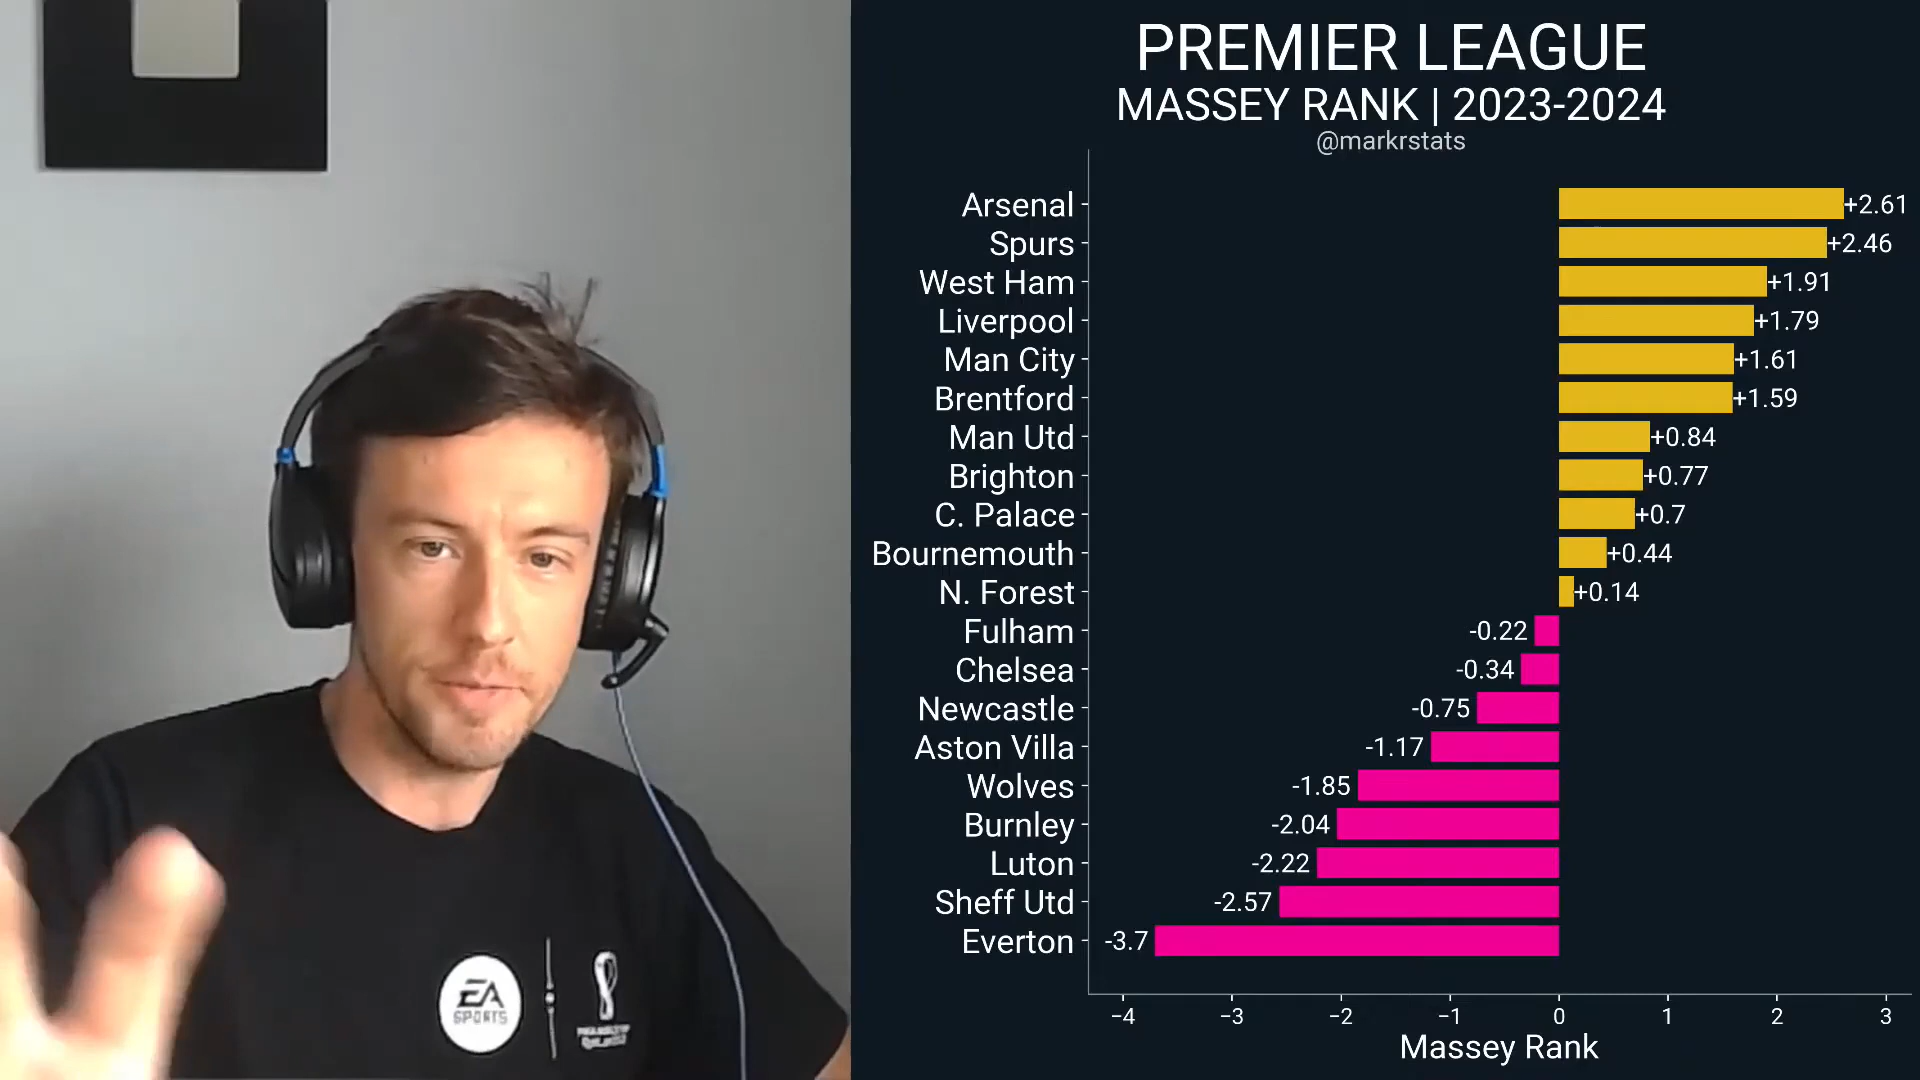 PREMIER LEAGUE
MASSEY RANK | 2023-2024
@markrstats
Arsenal +2.61
Spurs +2.46
West Ham +1.91
Liverpool +1.79
Man City +1.61
Brentford +1.59
Man Utd +0.84
Brighton +0.77
C. Palace +0.7
Bournemouth +0.44
N. Forest +0.14
Fulham -0.22
Chelsea -0.34
Newcastle -0.75
Aston Villa -1.17
Wolves -1.85
Burnley -2.04
Luton -2.22
Sheff Utd -2.57
Everton -3.7
−4 −3 −2 −1 0 1 2 3
Massey Rank
EA
SPORTS